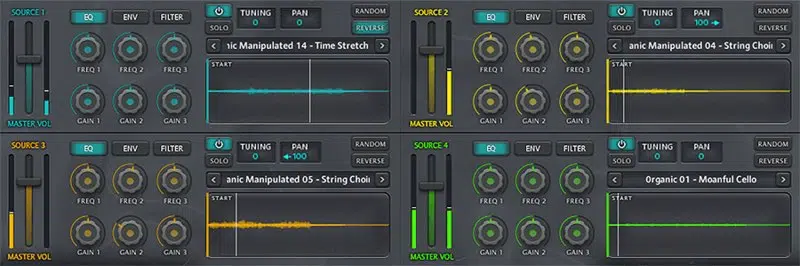 SOURCE 1
EQ
ENV
FILTER
TUNING
0
PAN
0
RANDOM
SOLO
REVERSE
anic Manipulated 14 - Time Stretch
FREQ 1
FREQ 2
FREQ 3
START
GAIN 1
GAIN 2
GAIN 3
MASTER VOL
SOURCE 2
EQ
ENV
FILTER
TUNING
0
PAN
100
RANDOM
SOLO
REVERSE
anic Manipulated 04 - String Choi
FREQ 1
FREQ 2
FREQ 3
START
GAIN 1
GAIN 2
GAIN 3
MASTER VOL
SOURCE 3
EQ
ENV
FILTER
TUNING
0
PAN
100
RANDOM
SOLO
REVERSE
anic Manipulated 05 - String Choi
FREQ 1
FREQ 2
FREQ 3
START
GAIN 1
GAIN 2
GAIN 3
MASTER VOL
SOURCE 4
EQ
ENV
FILTER
TUNING
0
PAN
0
RANDOM
SOLO
REVERSE
Organic 01 - Moanful Cello
FREQ 1
FREQ 2
FREQ 3
START
GAIN 1
GAIN 2
GAIN 3
MASTER VOL